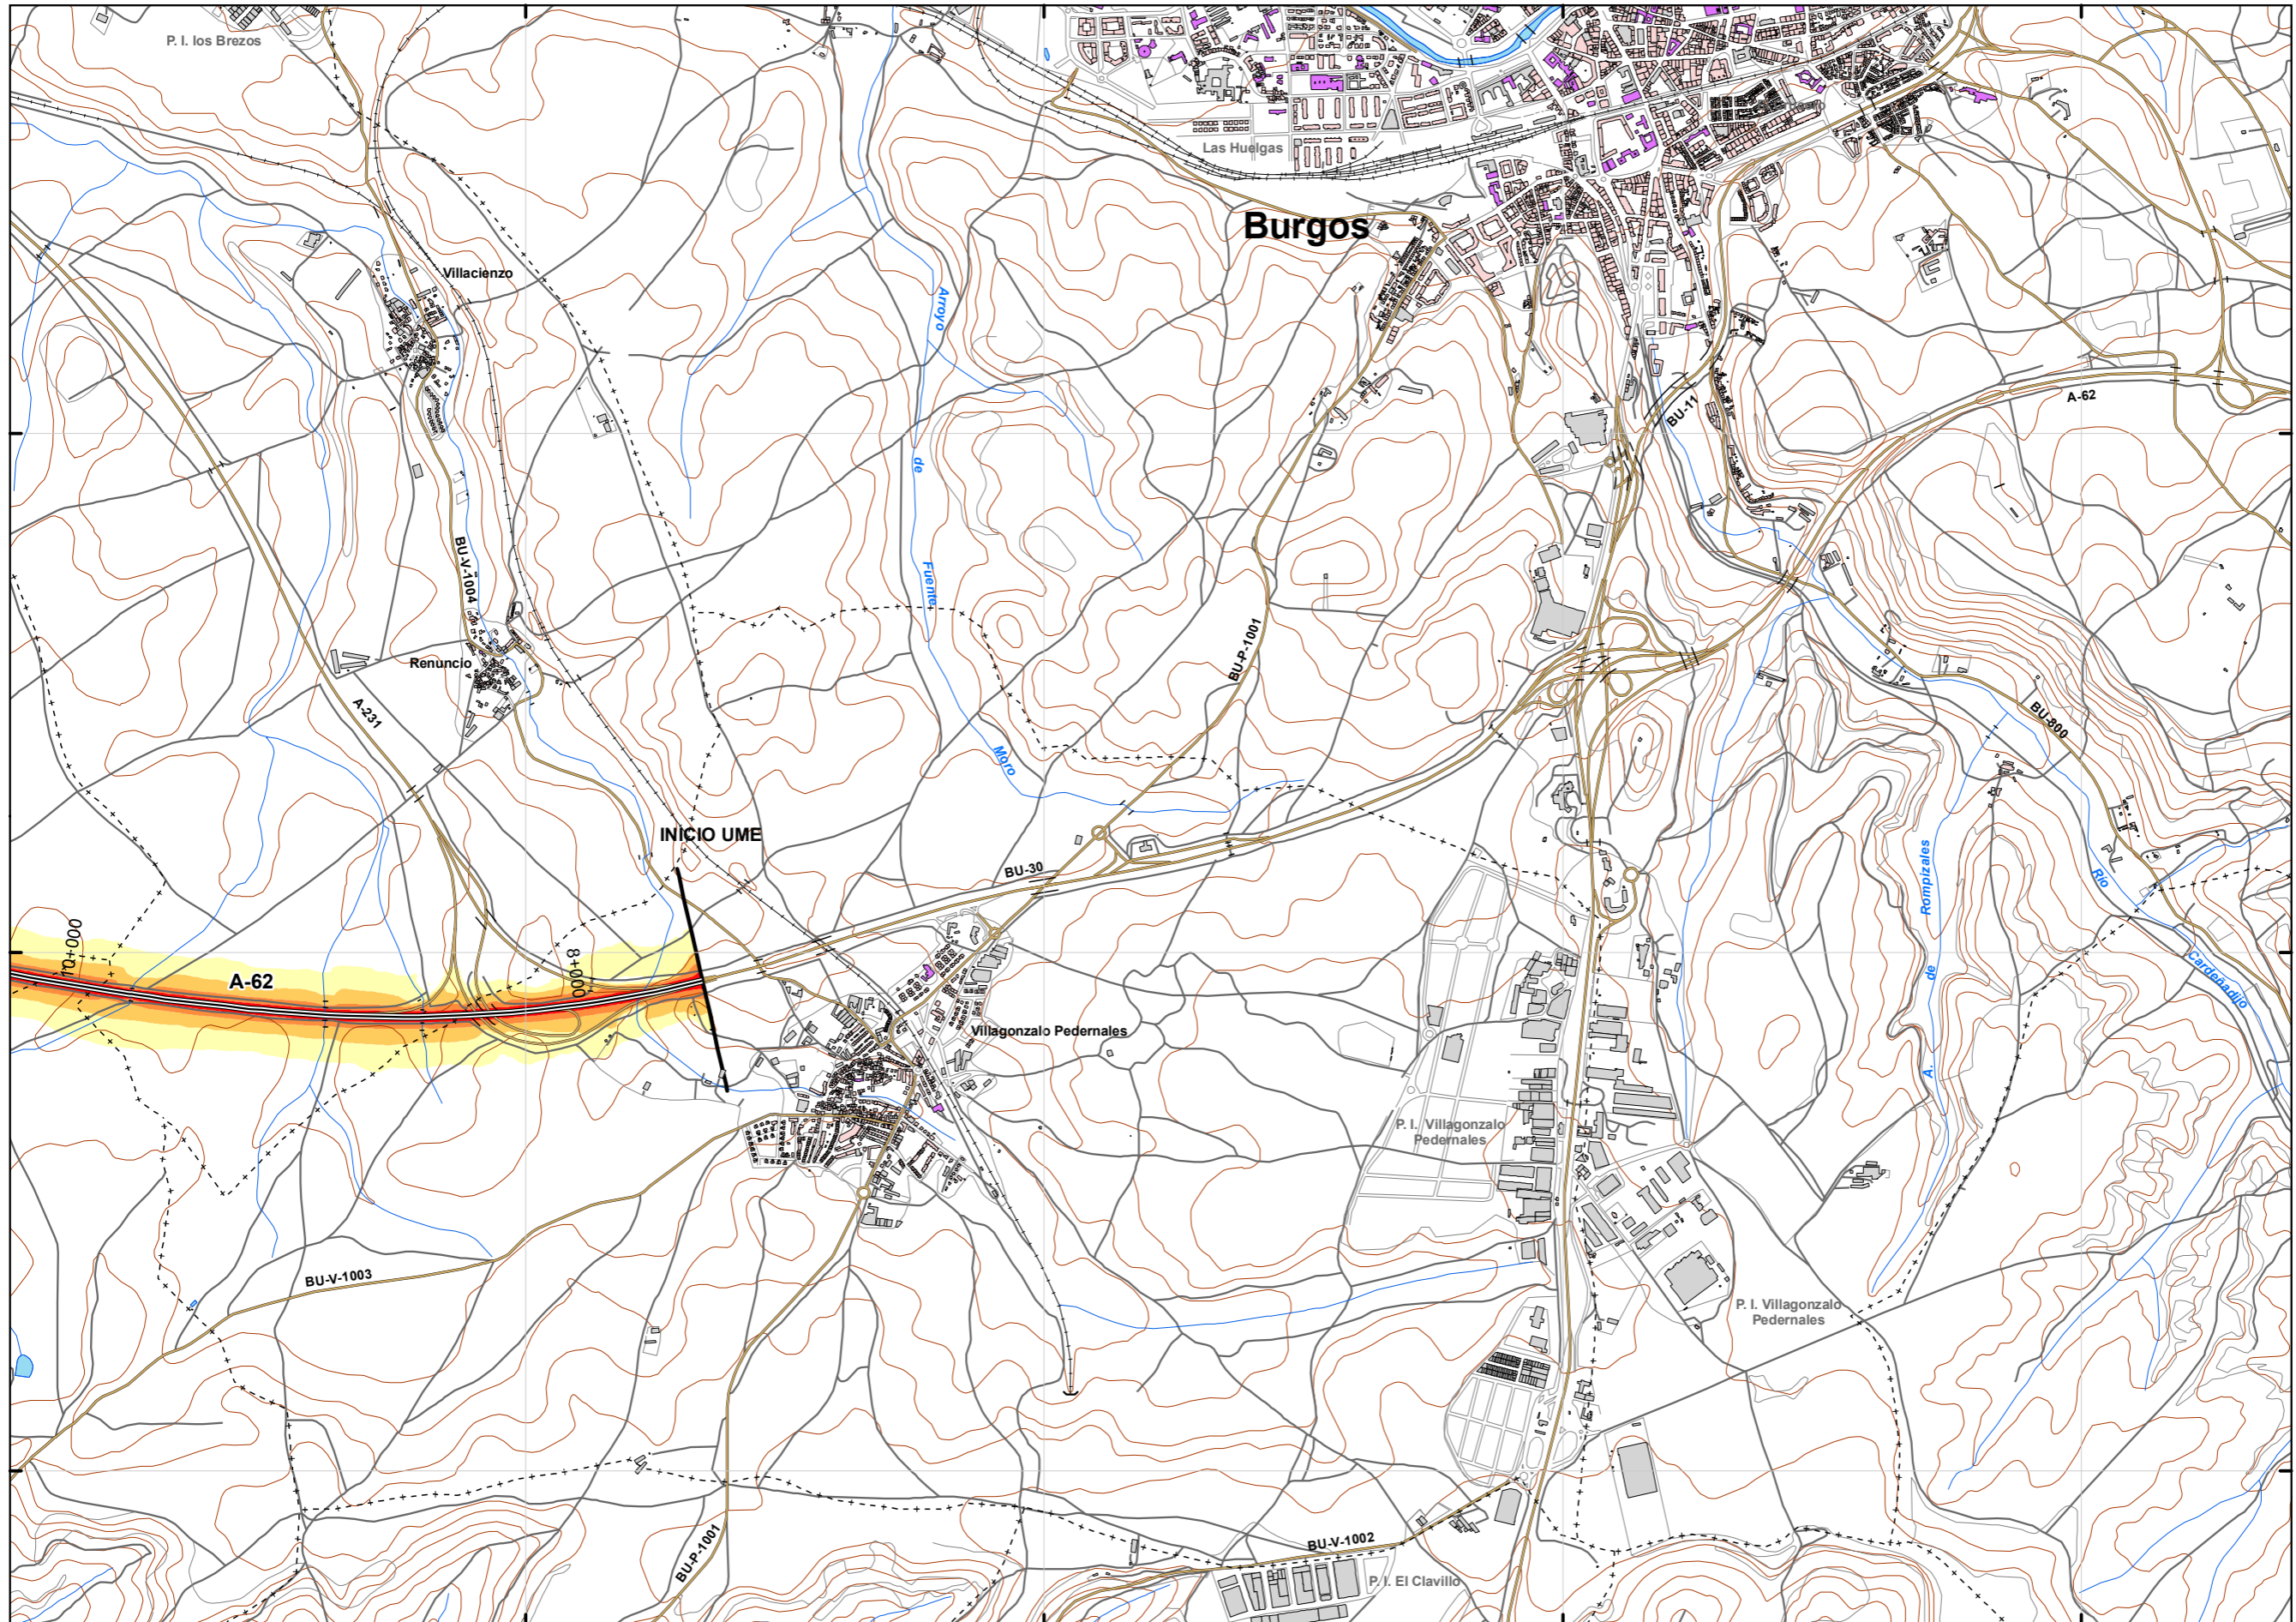 P. I. los Brezos
Las Huelgas
Burgos
Villacienzo
Arroyo
de
Fuente
Moro
A-62
BU-11
BU-V-1004
BU-P-1001
Renuncio
A-231
BU-800
INICIO UME
BU-30
A. de Rompizales
Río
Cardeñadijo
10+000
A-62
8+000
Villagonzalo Pedernales
P. I. Villagonzalo
Pedernales
BU-V-1003
P. I. Villagonzalo
Pedernales
BU-P-1001
BU-V-1002
P. I. El Clavillo